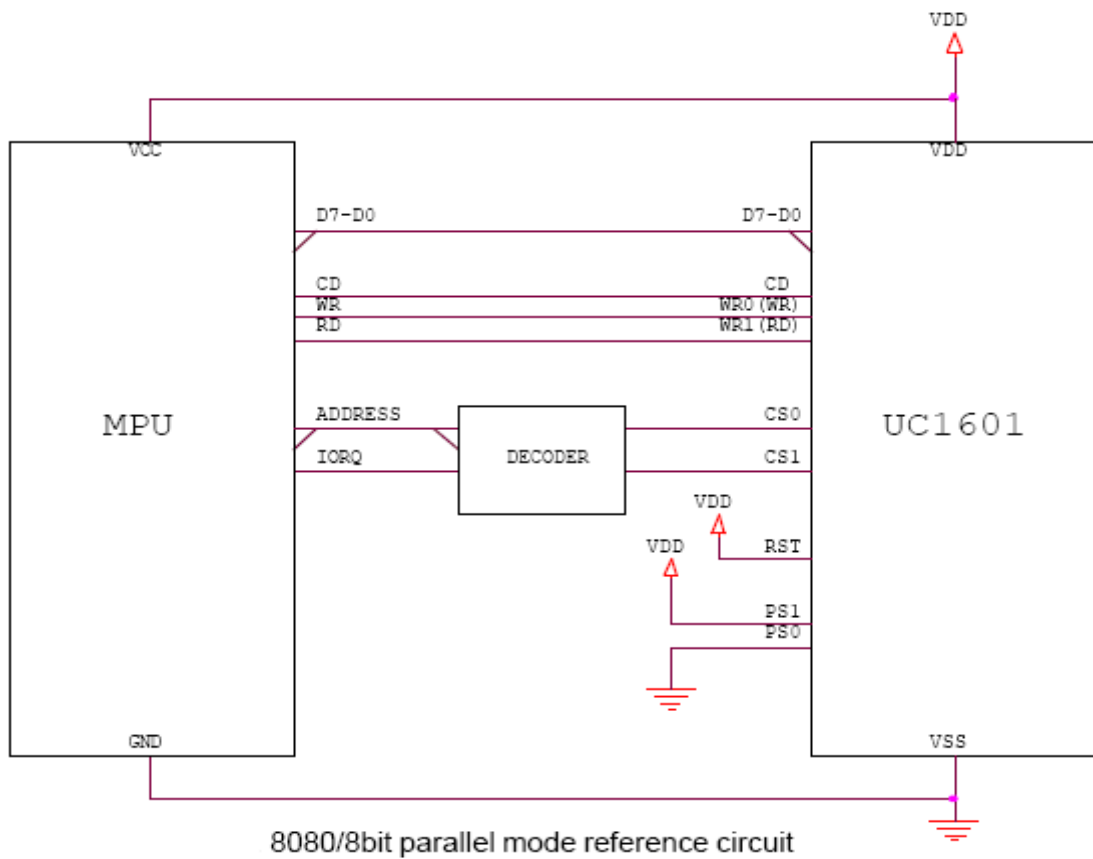 VDD
VCC
VDD
D7-D0
D7-D0
CD
CD
WR
WR0(WR)
RD
WR1(RD)
MPU
ADDRESS
CS0
UC1601
IORQ
DECODER
CS1
VDD
VDD
RST
PS1
PS0
GND
VSS
8080/8bit parallel mode reference circuit